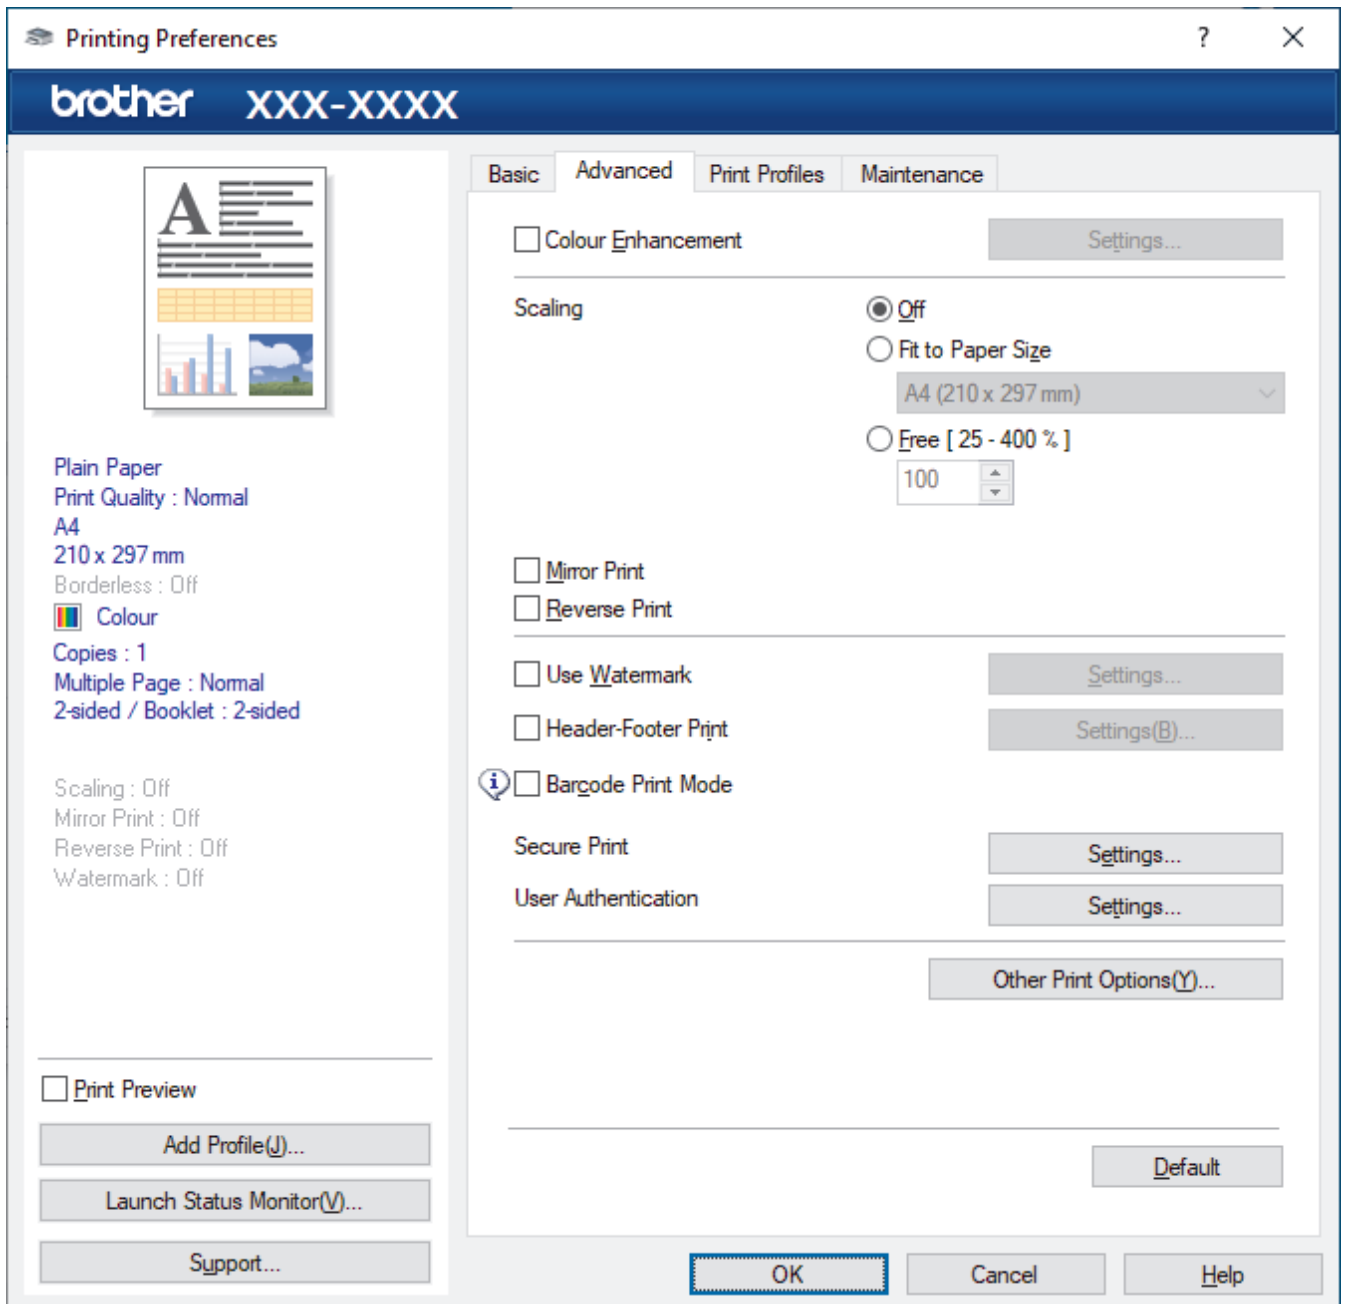 Printing Preferences
?
brother XXX-XXXX
A
Plain Paper
Print Quality : Normal
A4
210 x 297 mm
Borderless : Off
Colour
Copies : 1
Multiple Page : Normal
2-sided / Booklet : 2-sided
Scaling : Off
Mirror Print : Off
Reverse Print : Off
Watermark : Off
Print Preview
Add Profile(J)...
Launch Status Monitor(V)...
Support...
Basic Advanced Print Profiles Maintenance
Colour Enhancement Settings...
Scaling Off
Fit to Paper Size
A4 (210 x 297 mm)
Free [ 25 - 400 % ]
100
Mirror Print
Reverse Print
Use Watermark Settings...
Header-Footer Print Settings(B)...
i Barcode Print Mode
Secure Print Settings...
User Authentication Settings...
Other Print Options(Y)...
Default
OK Cancel Help